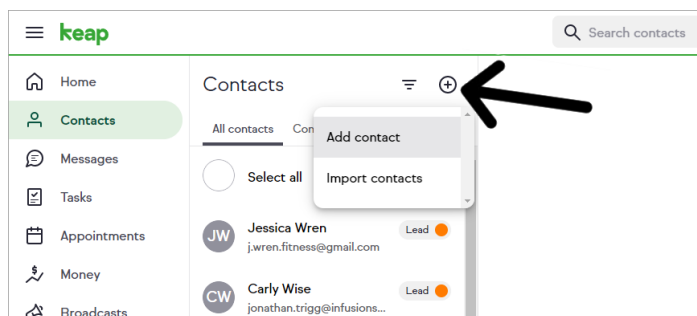 keap
Search contacts
Home
Contacts
Messages
Tasks
Appointments
Money
Broadcasts
Contacts
All contacts
Con
Add contact
Import contacts
Select all
JW
Jessica Wren
j.wren.fitness@gmail.com
Lead
CW
Carly Wise
jonathan.trigg@infusions...
Lead